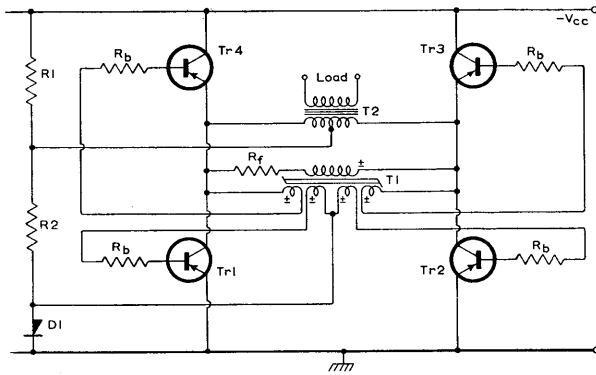 −Vcc
Tr4
Tr3
Rb
Rb
R1
Load
T2
Rf
±
T1
± ± ± ±
R2
Rb
Rb
Tr1
Tr2
D1